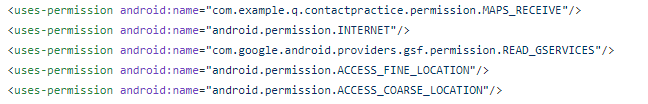 <uses-permission android:name="com.example.q.contactpractice.permission.MAPS_RECEIVE"/>
<uses-permission android:name="android.permission.INTERNET"/>
<uses-permission android:name="com.google.android.providers.gsf.permission.READ_GSERVICES"/>
<uses-permission android:name="android.permission.ACCESS_FINE_LOCATION"/>
<uses-permission android:name="android.permission.ACCESS_COARSE_LOCATION"/>